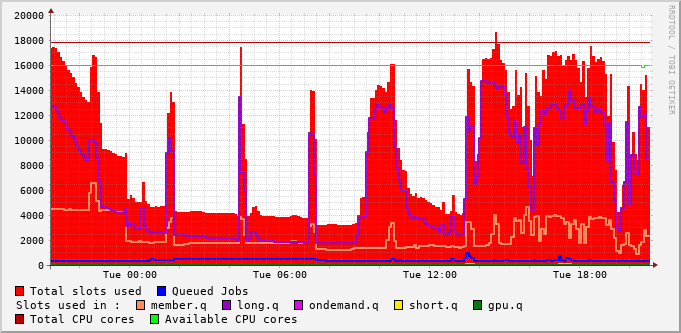 20000
18000
16000
14000
12000
10000
8000
6000
4000
2000
0
Tue 00:00 Tue 06:00 Tue 12:00 Tue 18:00
RRDTOOL / TOBI OETIKER
Total slots used Queued Jobs
Slots used in : member.q long.q ondemand.q short.q gpu.q
Total CPU cores Available CPU cores